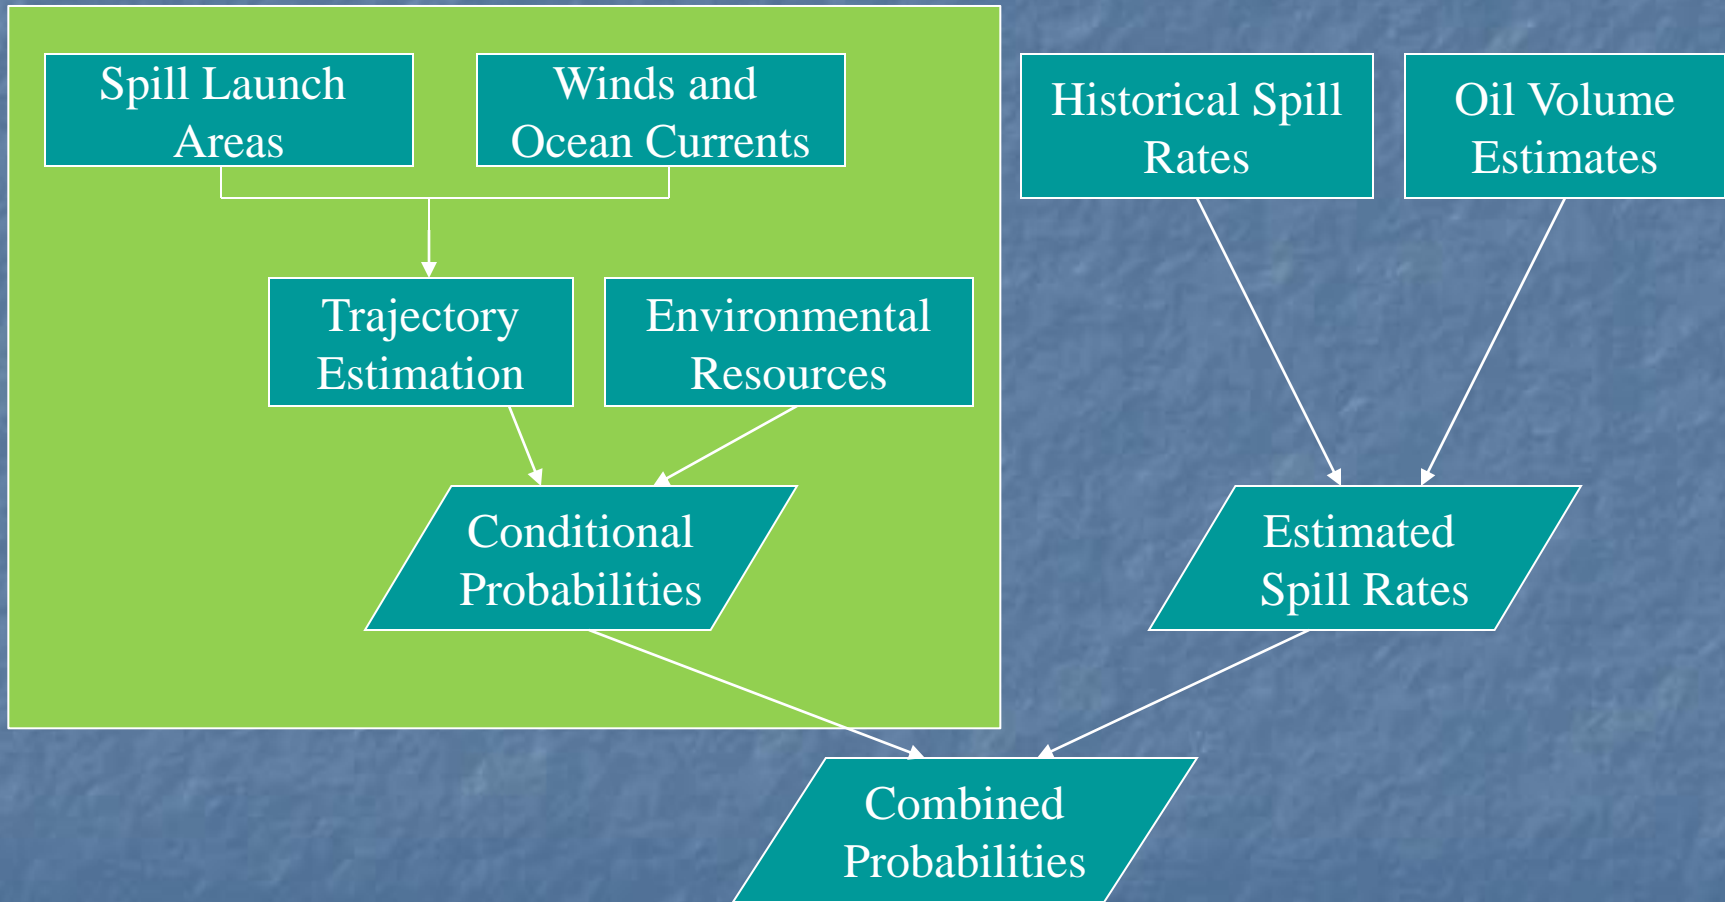 Spill Launch
Areas
Winds and
Ocean Currents
Historical Spill
Rates
Oil Volume
Estimates
Trajectory
Estimation
Environmental
Resources
Conditional
Probabilities
Estimated
Spill Rates
Combined
Probabilities